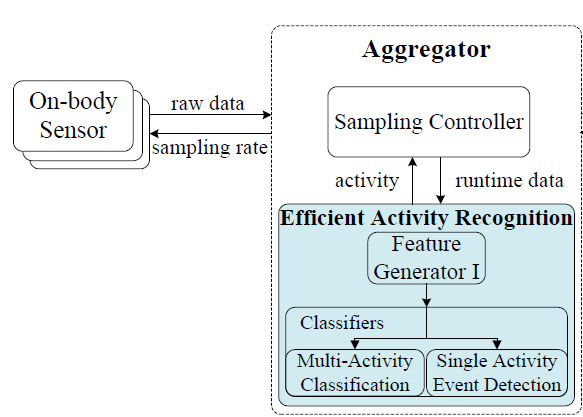 Aggregator
On-body
Sensor
raw data
sampling rate
Sampling Controller
activity
runtime data
Efficient Activity Recognition
Feature
Generator I
Classifiers
Multi-Activity
Classification
Single Activity
Event Detection